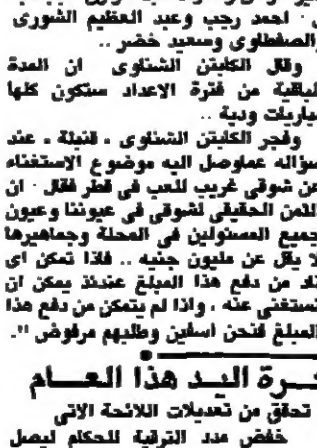 احمد رجب وعبد العظيم الشورى
والصفطاوى وسعيد خضر ..
وقال الكابتن الشناوى ان المدة
الباقية من فترة الاعداد ستكون كلها
مباريات ودية ..
وفجر الكابتن الشناوى ، قنبلة ، عند
سؤاله عماوصل اليه موضوع الاستغناء
عن شوقى غريب للعب فى قطر فقال : ان
الثمن الحقيقى لشوقى فى عيوننا وعيون
جميع المسئولين فى المحلة وجماهيرها
لا يقل عن مليون جنيه .. فاذا تمكن اى
ناد من دفع هذا المبلغ عندئذ يمكن ان
نستغنى عنه ، واذا لم يتمكن من دفع هذا
المبلغ فنحن اسفين وطلبهم مرفوض !!.
كرة اليد هذا العام
تحقق من تعديلات اللائحة الاتى
خفض مدد الترقية للحكام ليصل